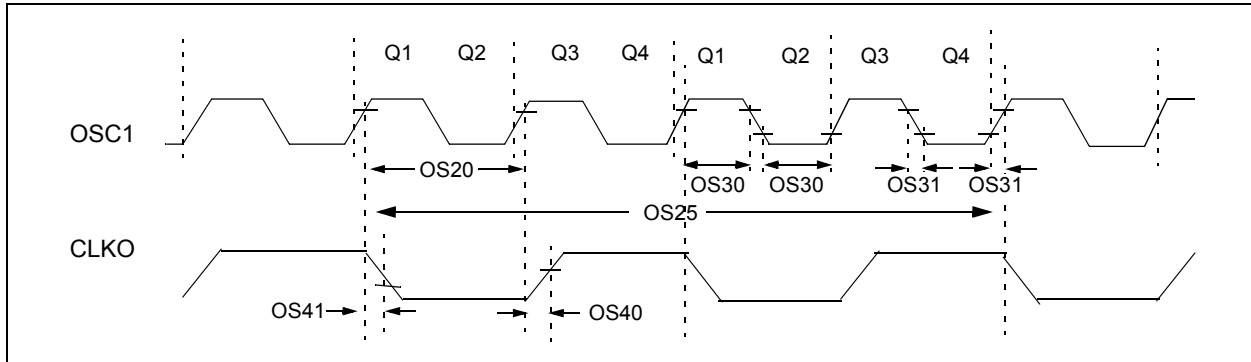 Q1 Q2 Q3 Q4 Q1 Q2 Q3 Q4
OSC1
OS20
OS30 OS30 OS31 OS31
OS25
CLKO
OS41 OS40